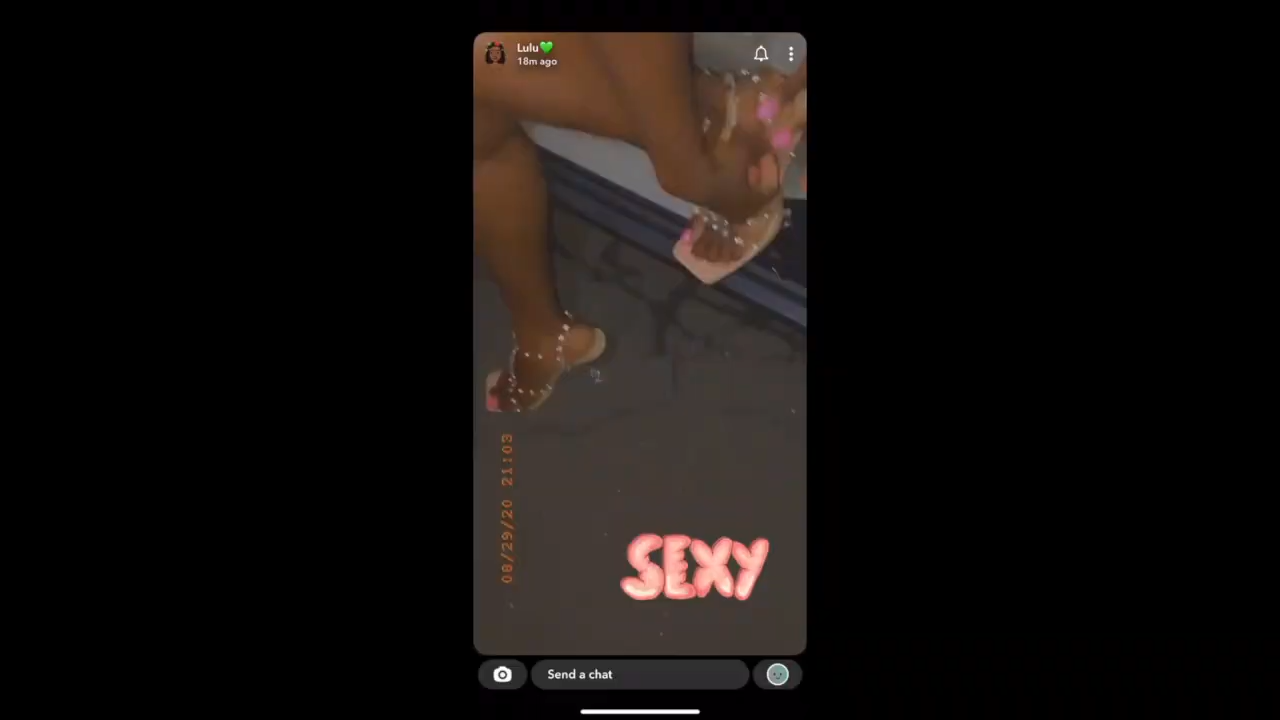 Lulu💚
18m ago
08/29/20 21:03
SEXY
Send a chat